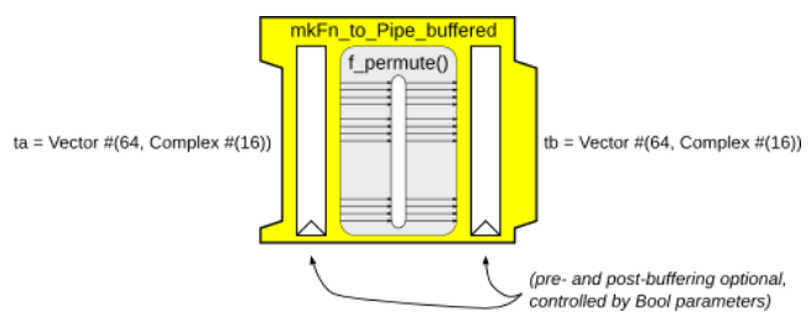 mkFn_to_Pipe_buffered
f_permute()
ta = Vector #(64, Complex #(16))
tb = Vector #(64, Complex #(16))
(pre- and post-buffering optional,
controlled by Bool parameters)